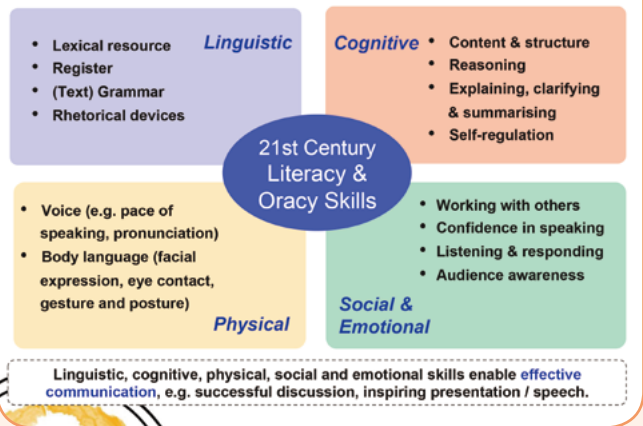 Linguistic
• Lexical resource
• Register
• (Text) Grammar
• Rhetorical devices
Cognitive
• Content & structure
• Reasoning
• Explaining, clarifying
& summarising
• Self-regulation
21st Century
Literacy &
Oracy Skills
• Voice (e.g. pace of
speaking, pronunciation)
• Body language (facial
expression, eye contact,
gesture and posture)
Physical
• Working with others
• Confidence in speaking
• Listening & responding
• Audience awareness
Social &
Emotional
Linguistic, cognitive, physical, social and emotional skills enable effective
communication, e.g. successful discussion, inspiring presentation / speech.